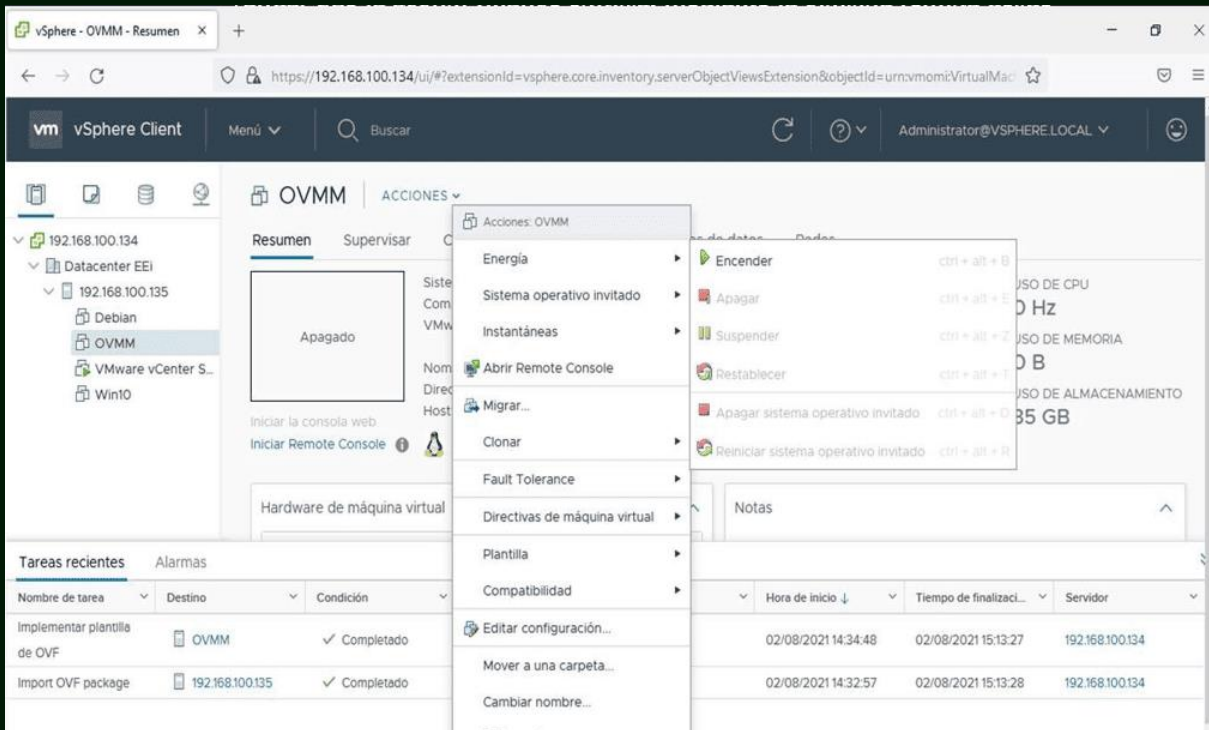 vSphere - OVMM - Resumen
https://192.168.100.134/ui/#?extensionId=vsphere.core.inventory.serverObjectViewsExtension&objectId=urn:vmomi:VirtualMac
vm vSphere Client Menú Buscar Administrator@VSPHERE.LOCAL
OVMM ACCIONES
192.168.100.134
Datacenter EEi
192.168.100.135
Debian
OVMM
VMware vCenter S...
Win10
Resumen Supervisar
Apagado
Iniciar la consola web
Iniciar Remote Console
Siste
Com
VMw
Nom
Direc
Host
Acciones: OVMM
Energía
Sistema operativo invitado
Instantáneas
Abrir Remote Console
Migrar...
Clonar
Fault Tolerance
Directivas de máquina virtual
Plantilla
Compatibilidad
Editar configuración...
Mover a una carpeta...
Cambiar nombre...
Encender ctrl + alt + B
Apagar ctrl + alt + E
Suspender ctrl + alt + Z
Restablecer ctrl + alt + T
Apagar sistema operativo invitado ctrl + alt + D
Reiniciar sistema operativo invitado ctrl + alt + R
USO DE CPU
0 Hz
USO DE MEMORIA
0 B
USO DE ALMACENAMIENTO
35 GB
Hardware de máquina virtual
Notas
Tareas recientes Alarmas
Nombre de tarea Destino Condición Hora de inicio ↓ Tiempo de finalizaci... Servidor
Implementar plantilla
de OVF OVMM Completado 02/08/2021 14:34:48 02/08/2021 15:13:27 192.168.100.134
Import OVF package 192.168.100.135 Completado 02/08/2021 14:32:57 02/08/2021 15:13:28 192.168.100.134